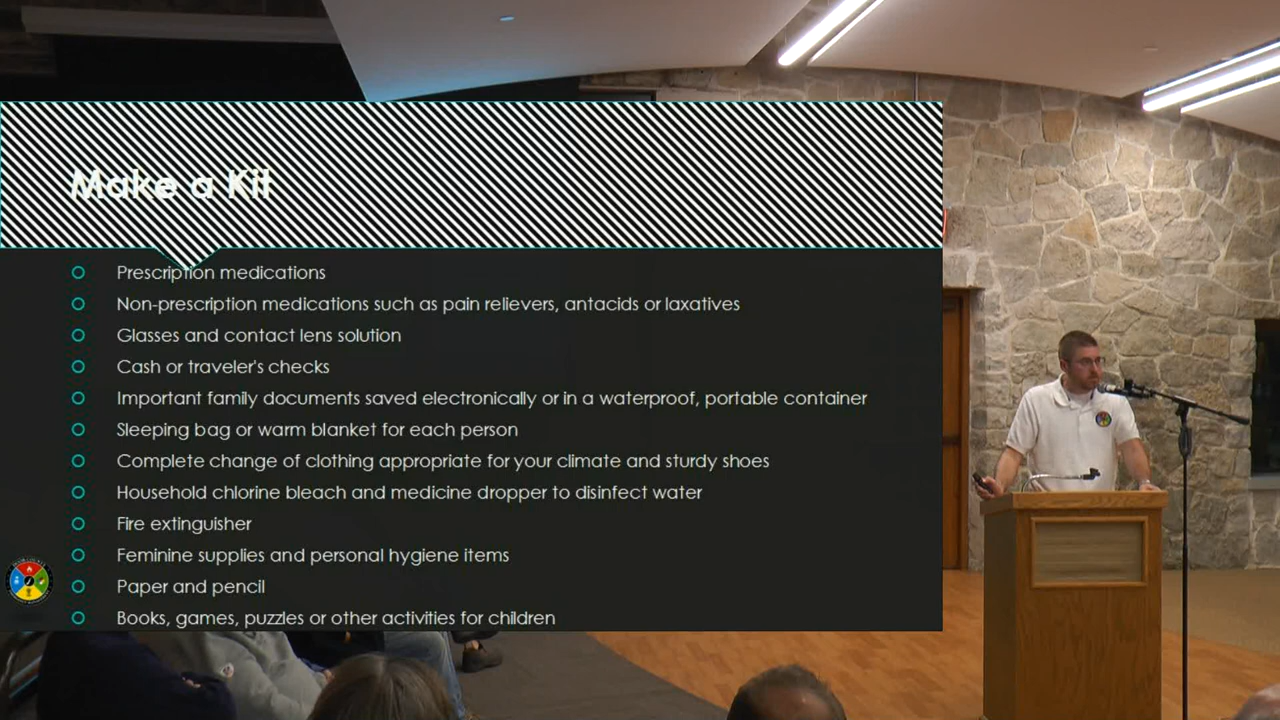 Make a Kit
Prescription medications
Non-prescription medications such as pain relievers, antacids or laxatives
Glasses and contact lens solution
Cash or traveler's checks
Important family documents saved electronically or in a waterproof, portable container
Sleeping bag or warm blanket for each person
Complete change of clothing appropriate for your climate and sturdy shoes
Household chlorine bleach and medicine dropper to disinfect water
Fire extinguisher
Feminine supplies and personal hygiene items
Paper and pencil
Books, games, puzzles or other activities for children